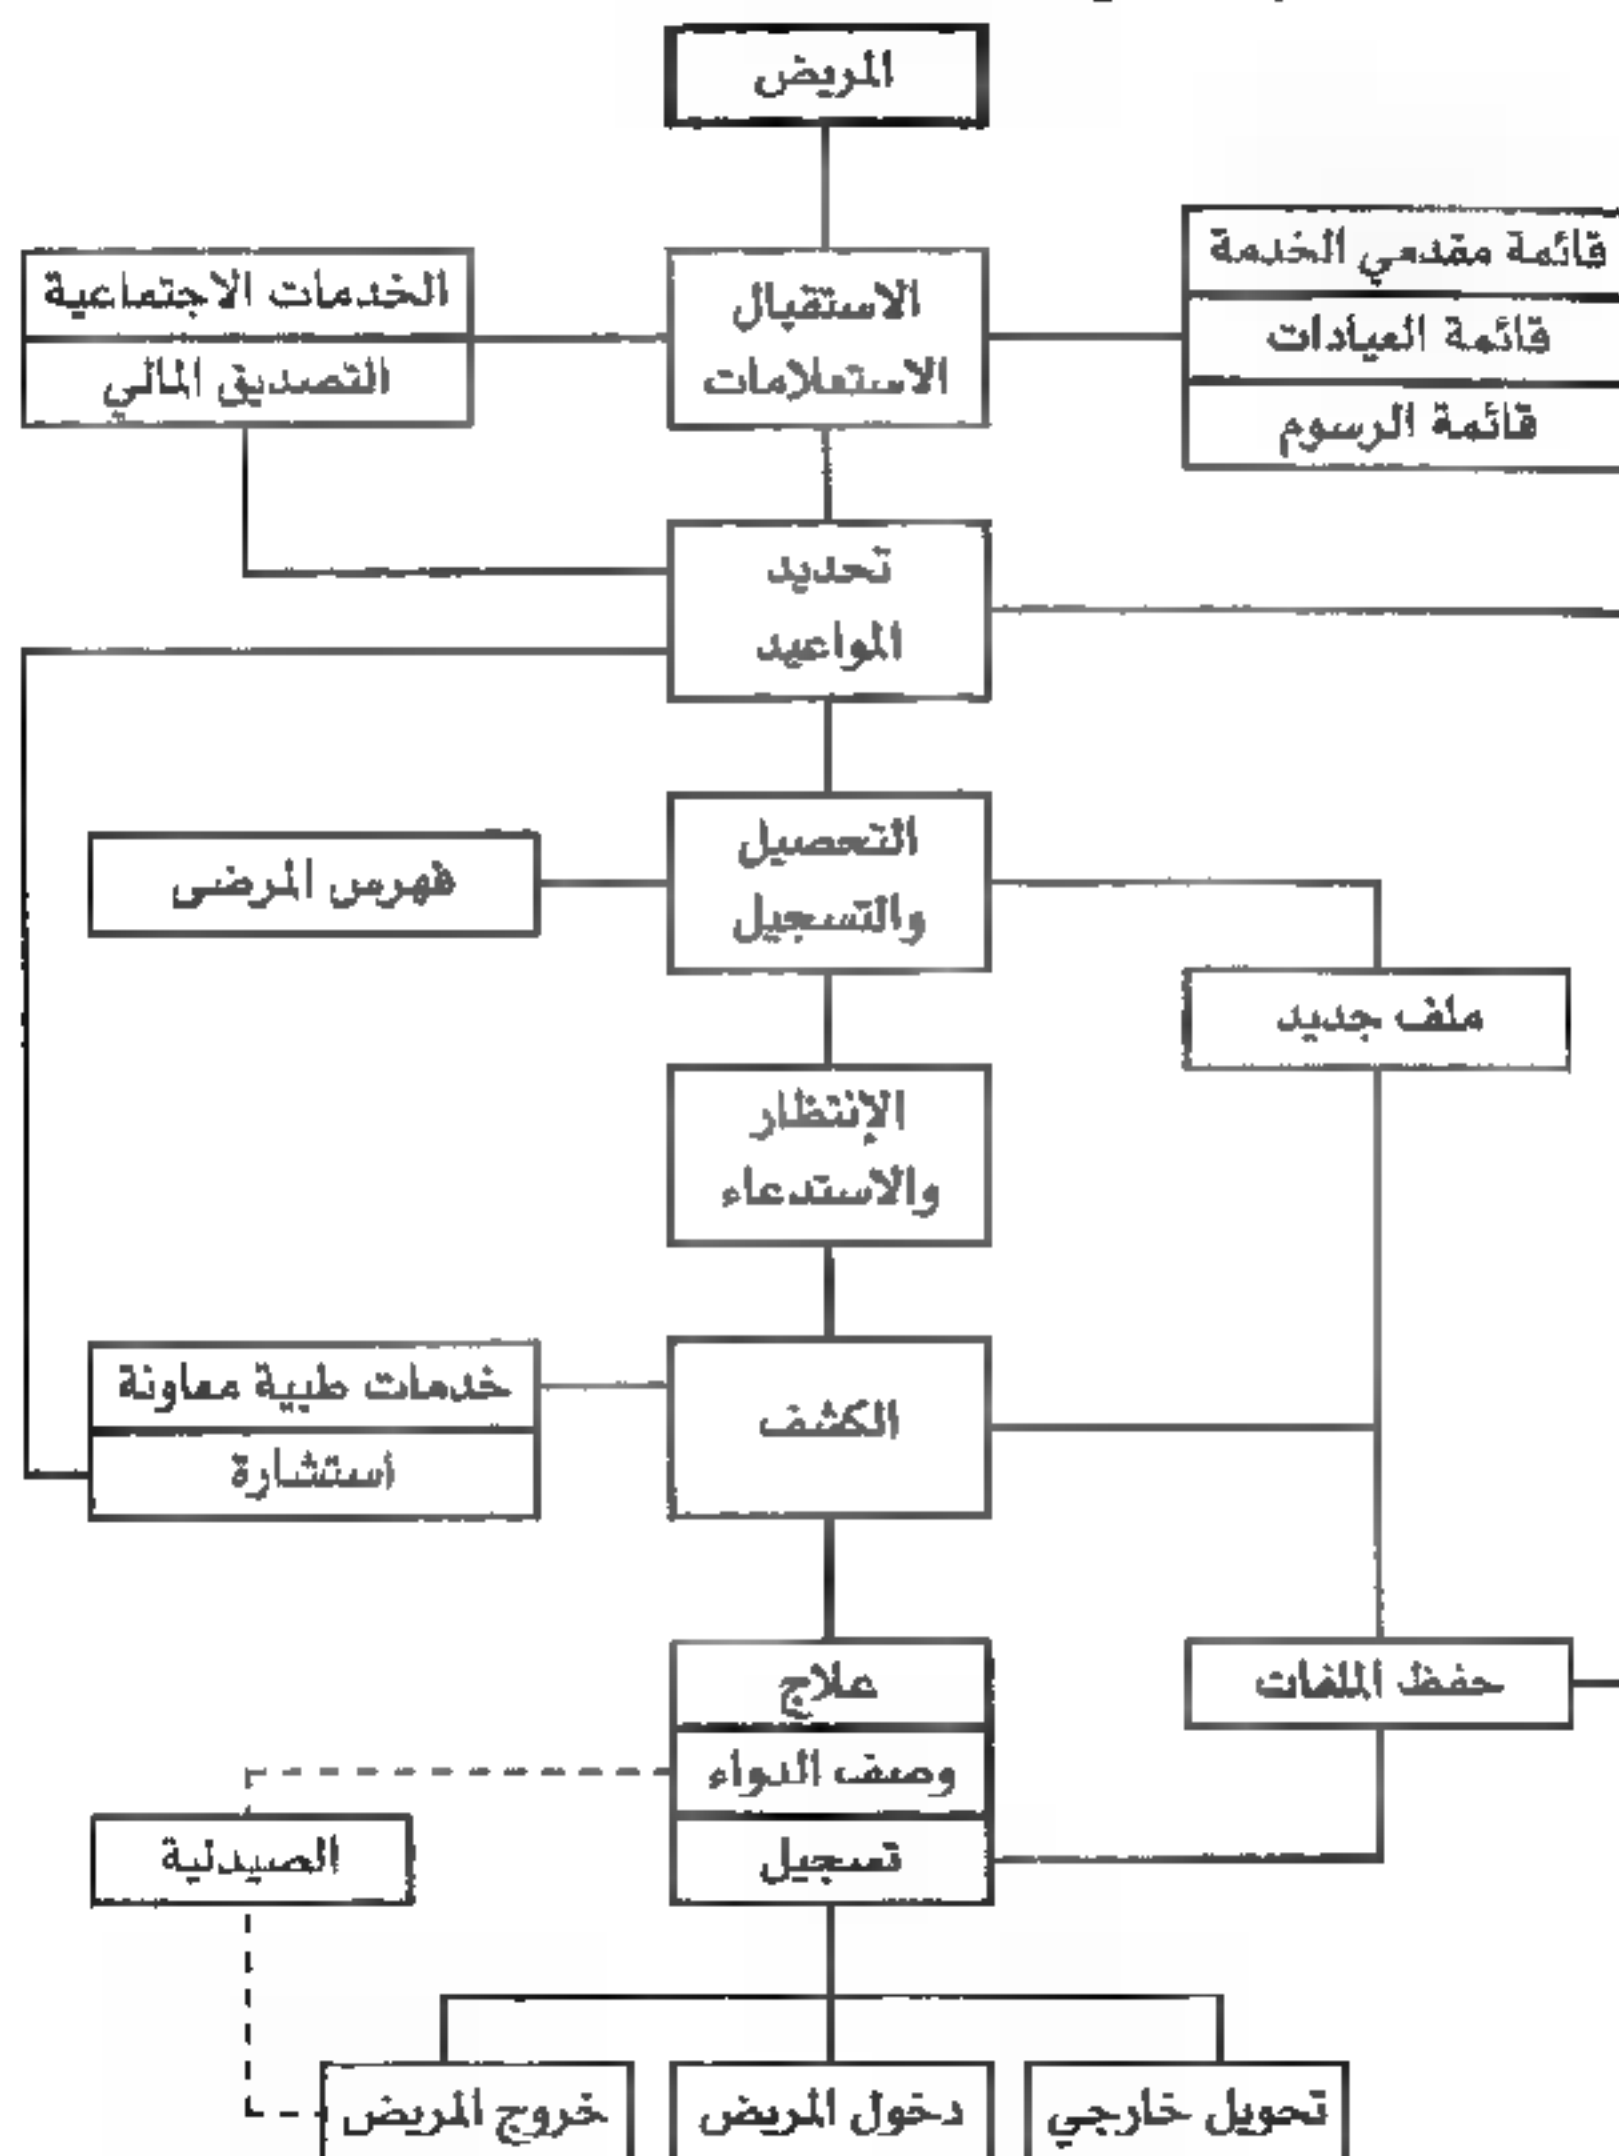 المريض
قائمة مقدمي الخدمة
قائمة العيادات
قائمة الرسوم
الاستقبال
الاستعلامات
الخدمات الاجتماعية
التصديق المالي
تحديد
المواعيد
التحصيل
والتسجيل
فهرس المرضى
ملف جديد
الإنتظار
والاستدعاء
الكشف
خدمات طبية معاونة
استشارة
حفظ الملفات
علاج
وصف الدواء
تسجيل
الصيدلية
تحويل خارجي
دخول المريض
خروج المريض